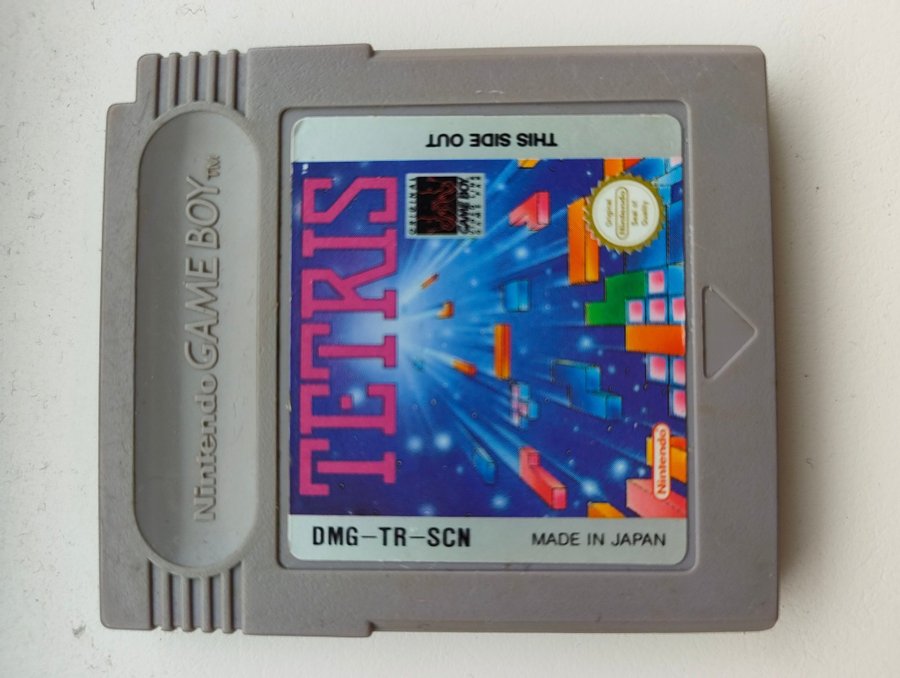 Nintendo GAME BOY™
THIS SIDE OUT
TETRIS
ORIGINAL
GAME BOY
Original
Nintendo
Seal of
Quality
Nintendo
DMG-TR-SCN
MADE IN JAPAN